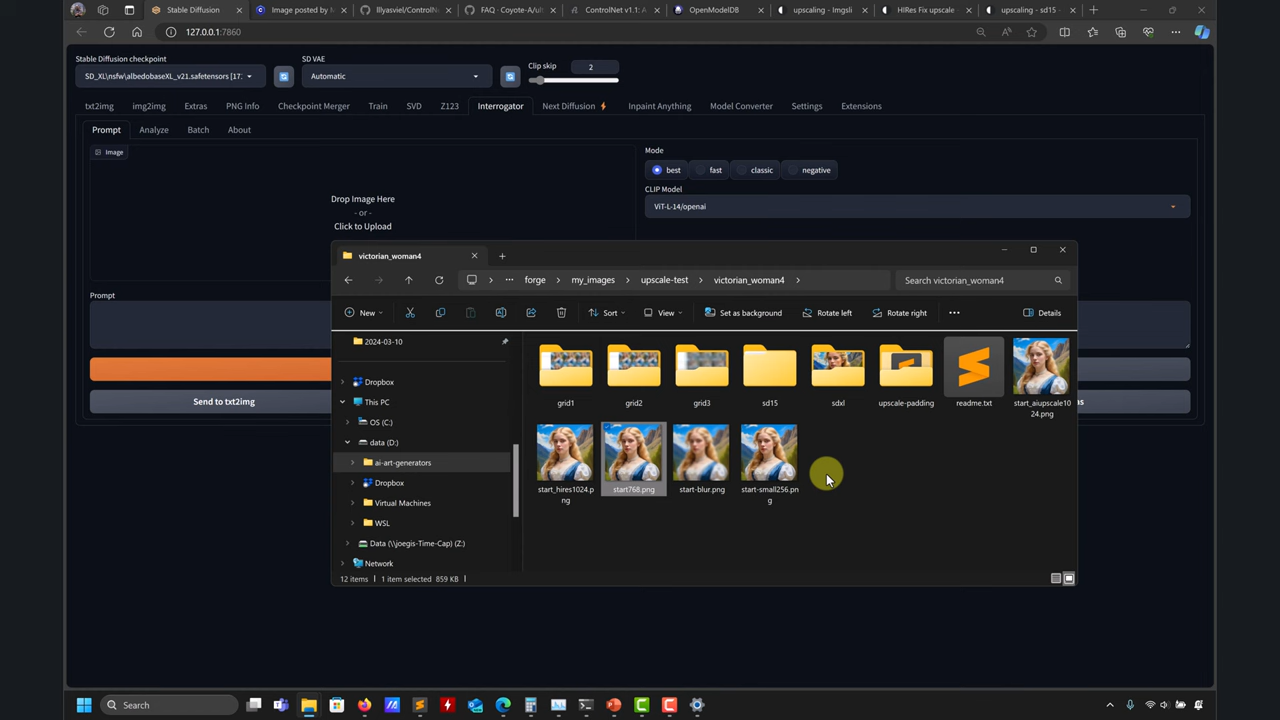 Stable Diffusion
Image posted by M
lllyasviel/ControlNe
FAQ - Coyote-A/ult
ControlNet v1.1: A
OpenModelDB
upscaling - Imgsli
HiRes Fix upscale -
upscaling - sd15
127.0.0.1:7860
Stable Diffusion checkpoint
SD VAE
Clip skip
2
SD_XL\nsfw\albedobaseXL_v21.safetensors [17
Automatic
txt2img
img2img
Extras
PNG Info
Checkpoint Merger
Train
SVD
Z123
Interrogator
Next Diffusion
Inpaint Anything
Model Converter
Settings
Extensions
Prompt
Analyze
Batch
About
Image
Drop Image Here
- or -
Click to Upload
Mode
best
fast
classic
negative
CLIP Model
ViT-L-14/openai
Prompt
Send to txt2img
victorian_woman4
forge
my_images
upscale-test
victorian_woman4
Search victorian_woman4
New
Sort
View
Set as background
Rotate left
Rotate right
Details
2024-03-10
Dropbox
This PC
OS (C:)
data (D:)
ai-art-generators
Dropbox
Virtual Machines
WSL
Data (\\joegis-Time-Cap) (Z:)
Network
grid1
grid2
grid3
sd15
sdxl
upscale-padding
readme.txt
start_aiupscale10
24.png
start_hires1024.p
ng
start768.png
start-blur.png
start-small256.pn
g
12 items
1 item selected 859 KB
Search